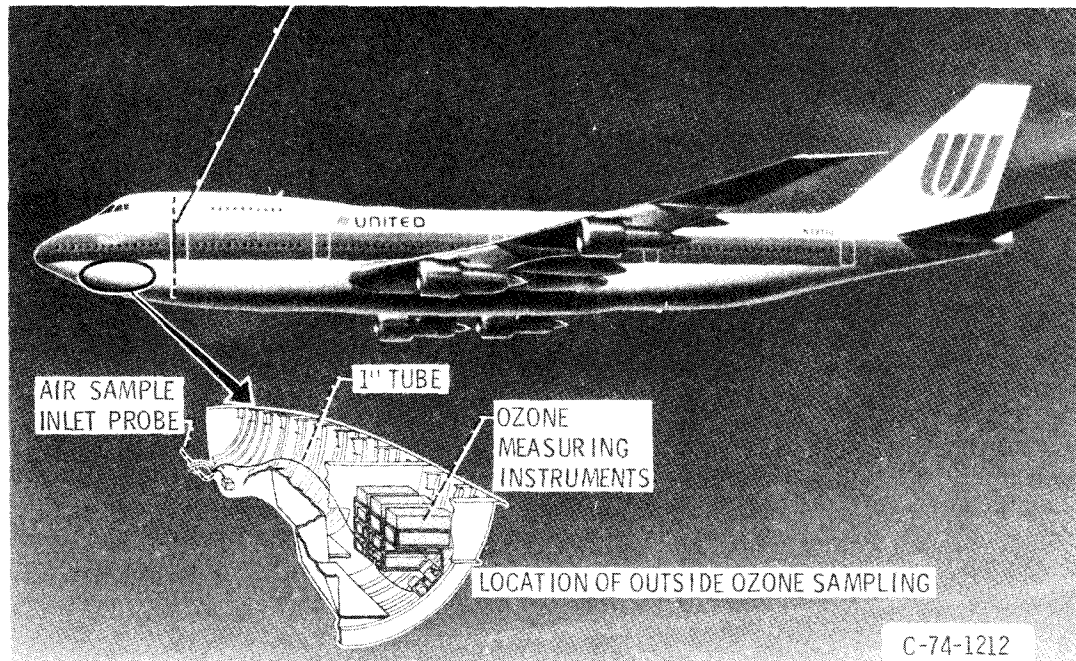 UNITED
AIR SAMPLE
INLET PROBE
1" TUBE
OZONE
MEASURING
INSTRUMENTS
LOCATION OF OUTSIDE OZONE SAMPLING
C-74-1212